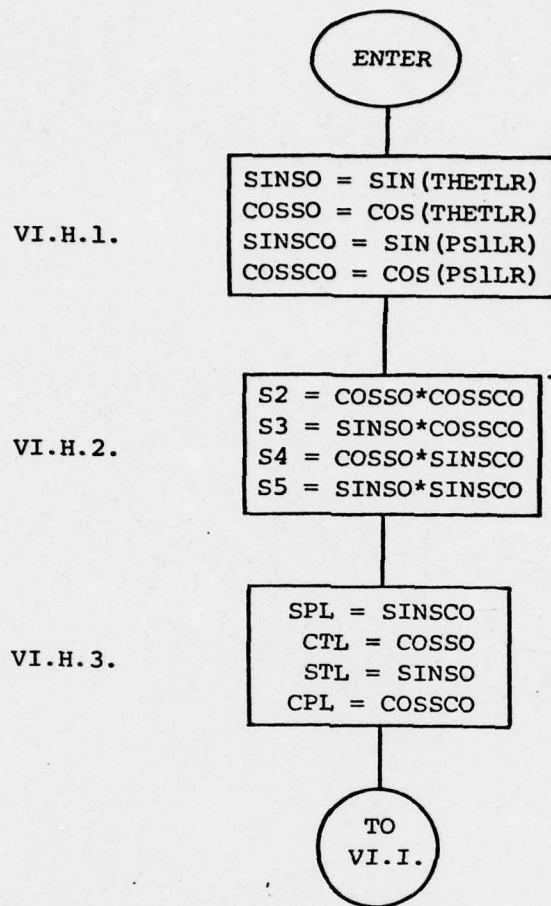 ENTER
VI.H.1.
SINSO = SIN(THETLR)
COSSO = COS(THETLR)
SINSCO = SIN(PS1LR)
COSSCO = COS(PS1LR)
VI.H.2.
S2 = COSSO*COSSCO
S3 = SINSO*COSSCO
S4 = COSSO*SINSCO
S5 = SINSO*SINSCO
VI.H.3.
SPL = SINSCO
CTL = COSSO
STL = SINSO
CPL = COSSCO
TO
VI.I.